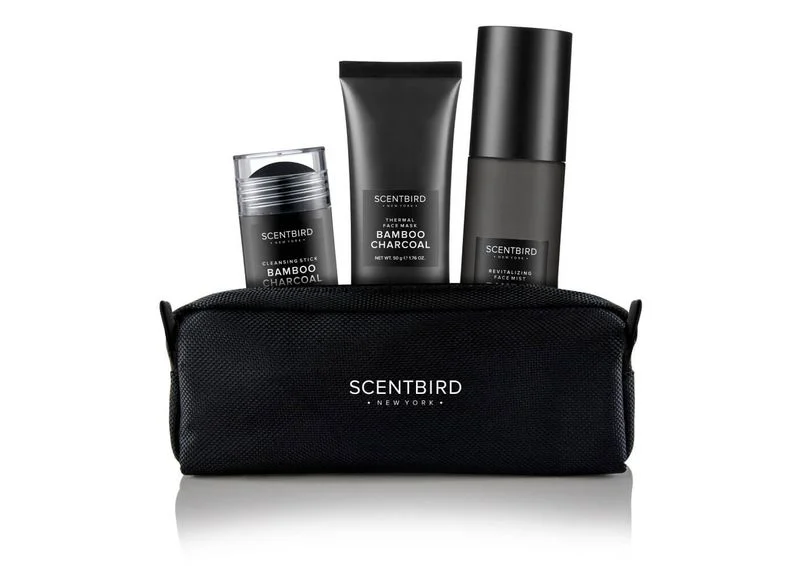 SCENTBIRD
• NEW YORK •
CLEANSING STICK
BAMBOO
CHARCOAL
SCENTBIRD
• NEW YORK •
THERMAL
FACE MASK
BAMBOO
CHARCOAL
NET WT. 50 g ℮ 1.76 OZ.
SCENTBIRD
• NEW YORK •
REVITALIZING
FACE MIST
SCENTBIRD
• NEW YORK •